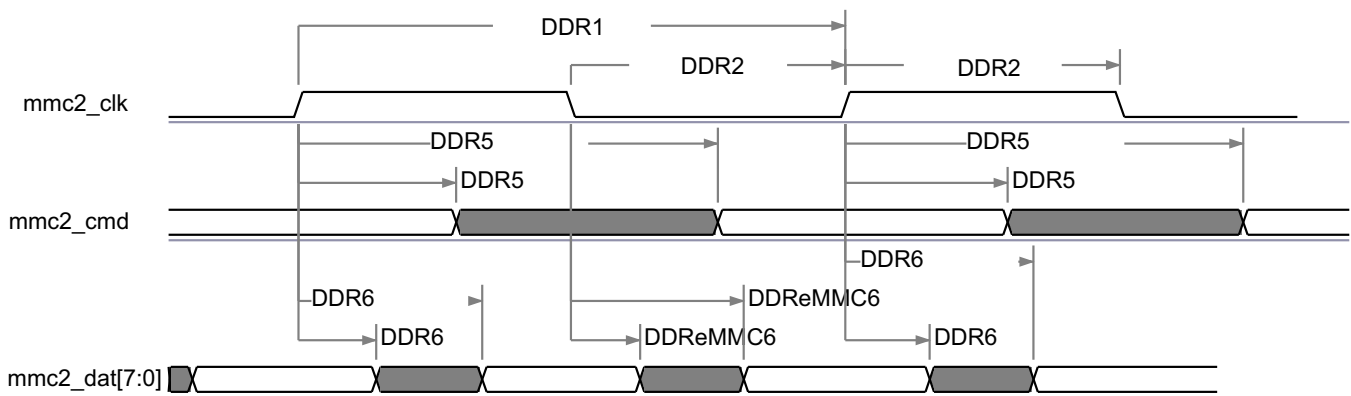 DDR1
DDR2 DDR2
mmc2_clk
DDR5 DDR5
DDR5 DDR5
mmc2_cmd
DDR6
DDR6 DDReMMC6
DDR6 DDReMMC6 DDR6
mmc2_dat[7:0]